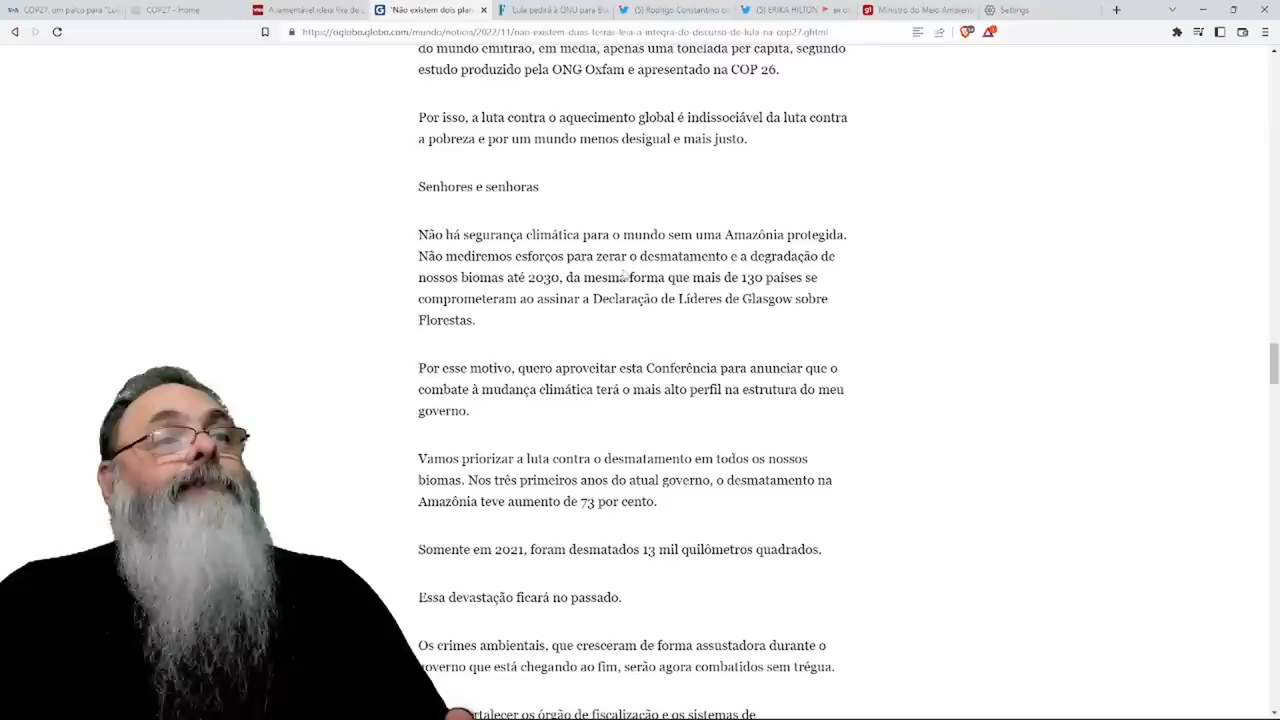 COP27, um palco para "Lu
COP27 - Home
A lamentável ideia fixa de L
"Não existem dois plan
Lula pedirá à ONU para Bra
(5) Rodrigo Constantino on
(5) ERIKA HILTON
Ministro do Meio Ambient
Settings
https://oglobo.globo.com/mundo/noticia/2022/11/nao-existem-duas-terras-leia-a-integra-do-discurso-de-lula-na-cop27.ghtml
do mundo emitirão, em média, apenas uma tonelada per capita, segundo
estudo produzido pela ONG Oxfam e apresentado na COP 26.
Por isso, a luta contra o aquecimento global é indissociável da luta contra
a pobreza e por um mundo menos desigual e mais justo.
Senhores e senhoras
Não há segurança climática para o mundo sem uma Amazônia protegida.
Não mediremos esforços para zerar o desmatamento e a degradação de
nossos biomas até 2030, da mesma forma que mais de 130 países se
comprometeram ao assinar a Declaração de Líderes de Glasgow sobre
Florestas.
Por esse motivo, quero aproveitar esta Conferência para anunciar que o
combate à mudança climática terá o mais alto perfil na estrutura do meu
governo.
Vamos priorizar a luta contra o desmatamento em todos os nossos
biomas. Nos três primeiros anos do atual governo, o desmatamento na
Amazônia teve aumento de 73 por cento.
Somente em 2021, foram desmatados 13 mil quilômetros quadrados.
Essa devastação ficará no passado.
Os crimes ambientais, que cresceram de forma assustadora durante o
governo que está chegando ao fim, serão agora combatidos sem trégua.
rtalecer os órgão de fiscalização e os sistemas de